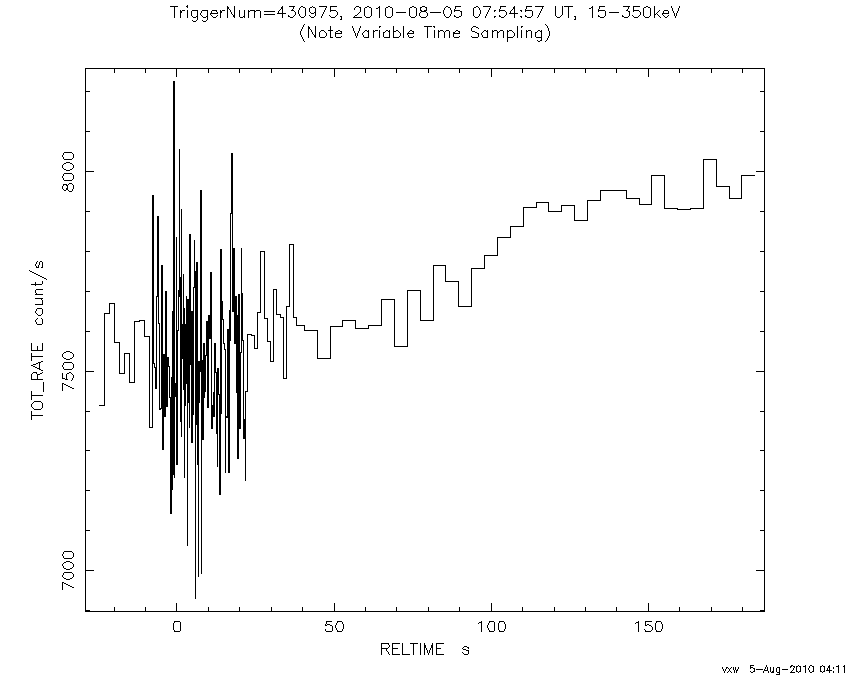 TriggerNum=430975, 2010-08-05 07:54:57 UT, 15-350keV
(Note Variable Time Sampling)
8000
7500
7000
TOT_RATE count/s
0 50 100 150
RELTIME s
vxw 5-Aug-2010 04:11